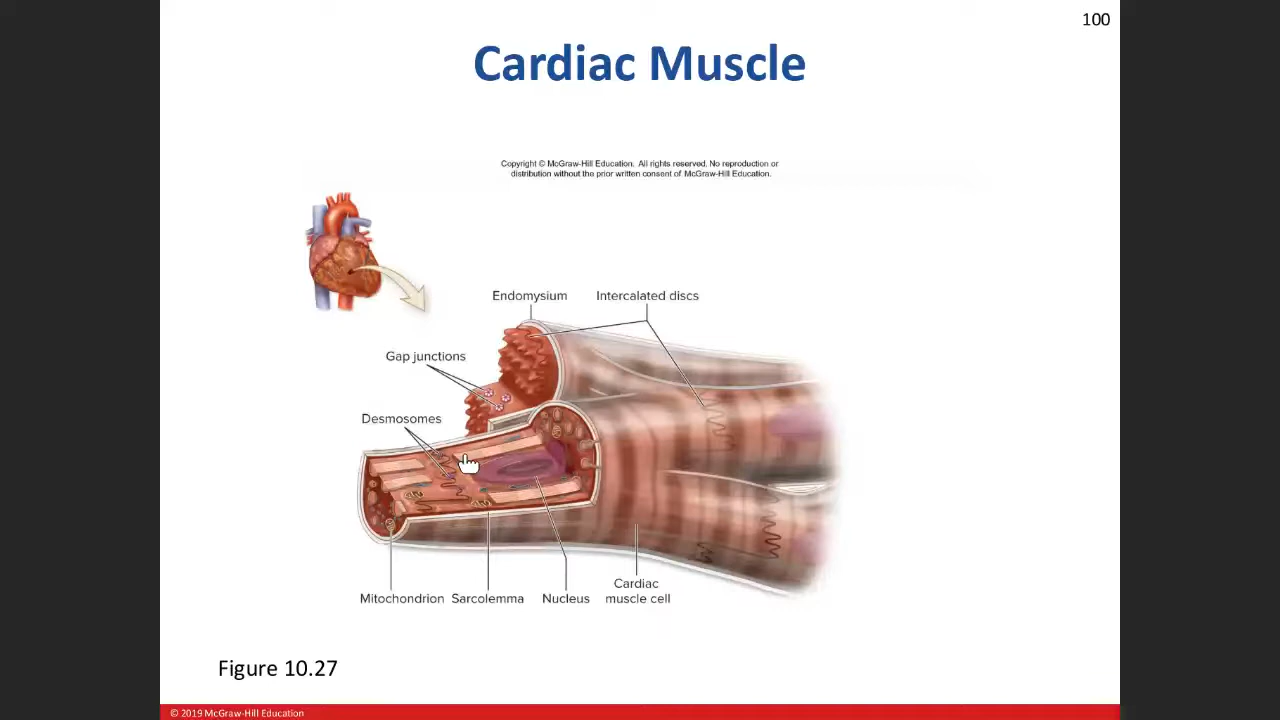 100
Cardiac Muscle
Copyright © McGraw-Hill Education. All rights reserved. No reproduction or
distribution without the prior written consent of McGraw-Hill Education.
Endomysium
Intercalated discs
Gap junctions
Desmosomes
Mitochondrion
Sarcolemma
Nucleus
Cardiac
muscle cell
Figure 10.27
© 2019 McGraw-Hill Education